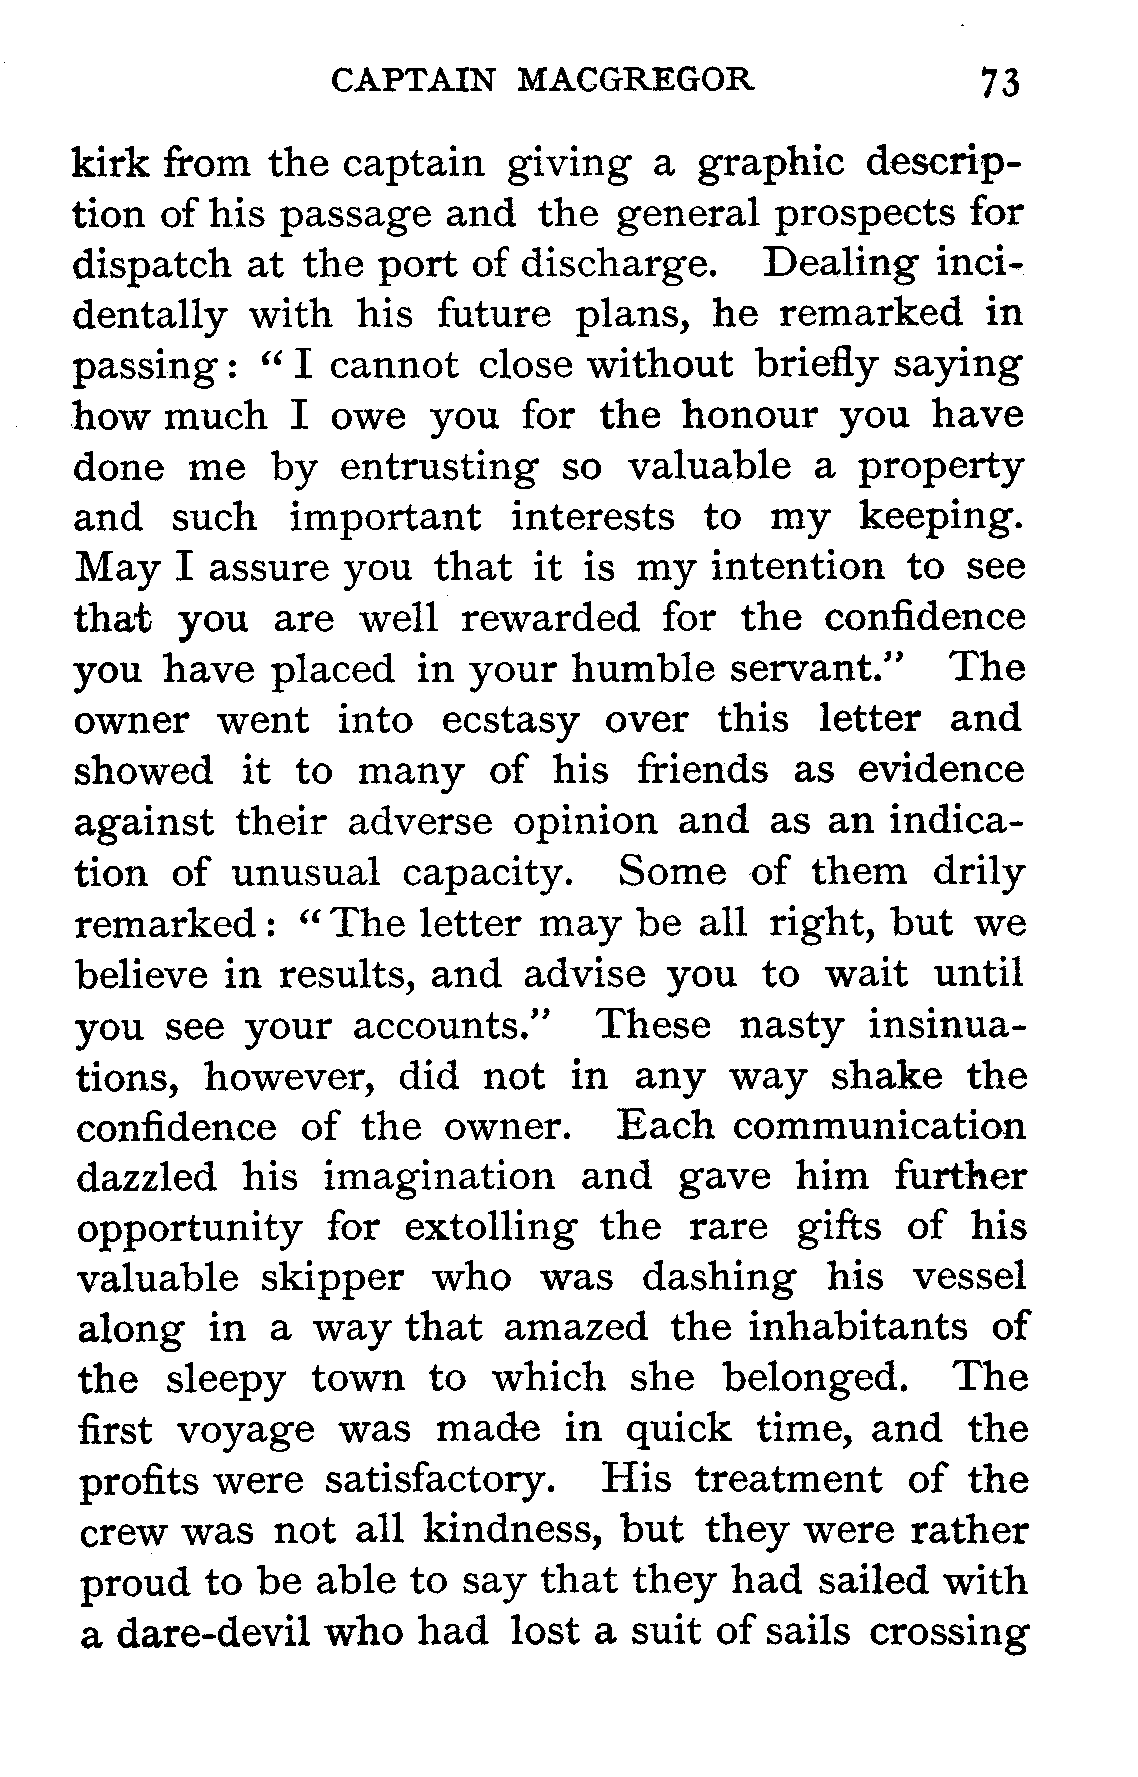 CAPTAIN MACGREGOR 73
kirk from the captain giving a graphic descrip-
tion of his passage and the general prospects for
dispatch at the port of discharge. Dealing inci-
dentally with his future plans, he remarked in
passing: “I cannot close without briefly saying
how much I owe you for the honour you have
done me by entrusting so valuable a property
and such important interests to my keeping.
May I assure you that it is my intention to see
that you are well rewarded for the confidence
you have placed in your humble servant.” The
owner went into ecstasy over this letter and
showed it to many of his friends as evidence
against their adverse opinion and as an indica-
tion of unusual capacity. Some of them drily
remarked: “The letter may be all right, but we
believe in results, and advise you to wait until
you see your accounts.” These nasty insinua-
tions, however, did not in any way shake the
confidence of the owner. Each communication
dazzled his imagination and gave him further
opportunity for extolling the rare gifts of his
valuable skipper who was dashing his vessel
along in a way that amazed the inhabitants of
the sleepy town to which she belonged. The
first voyage was made in quick time, and the
profits were satisfactory. His treatment of the
crew was not all kindness, but they were rather
proud to be able to say that they had sailed with
a dare-devil who had lost a suit of sails crossing